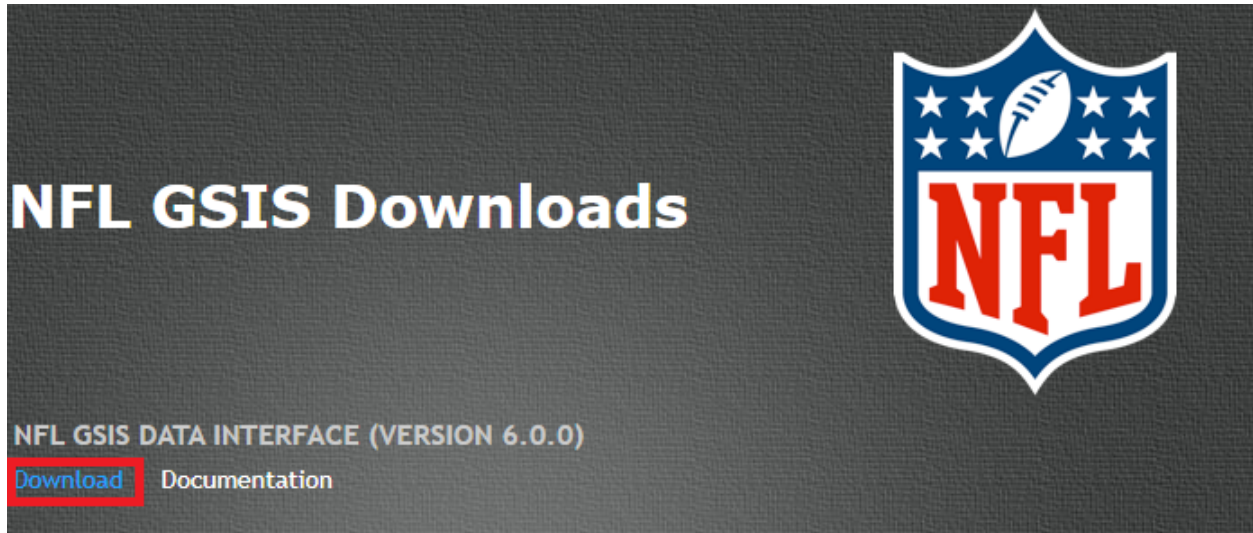 NFL GSIS Downloads
NFL
NFL GSIS DATA INTERFACE (VERSION 6.0.0)
Download Documentation